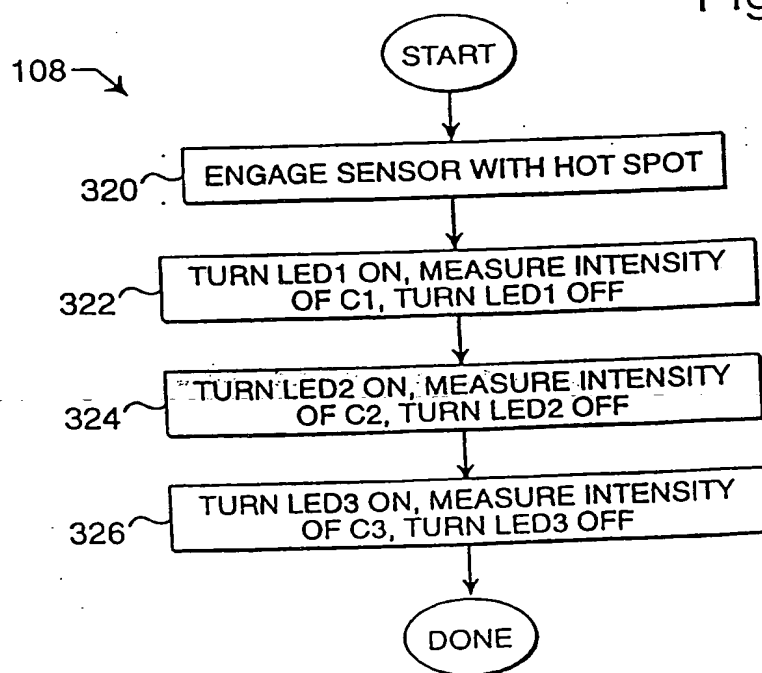 START
108
ENGAGE SENSOR WITH HOT SPOT
320
TURN LED1 ON, MEASURE INTENSITY
OF C1, TURN LED1 OFF
322
TURN LED2 ON, MEASURE INTENSITY
OF C2, TURN LED2 OFF
324
TURN LED3 ON, MEASURE INTENSITY
OF C3, TURN LED3 OFF
326
DONE